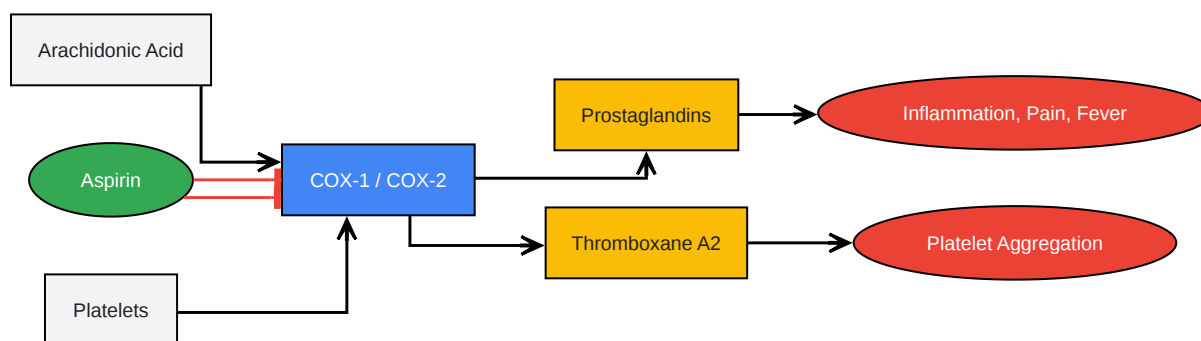 Arachidonic Acid
Prostaglandins
Inflammation, Pain, Fever
Aspirin
COX-1 / COX-2
Thromboxane A2
Platelet Aggregation
Platelets